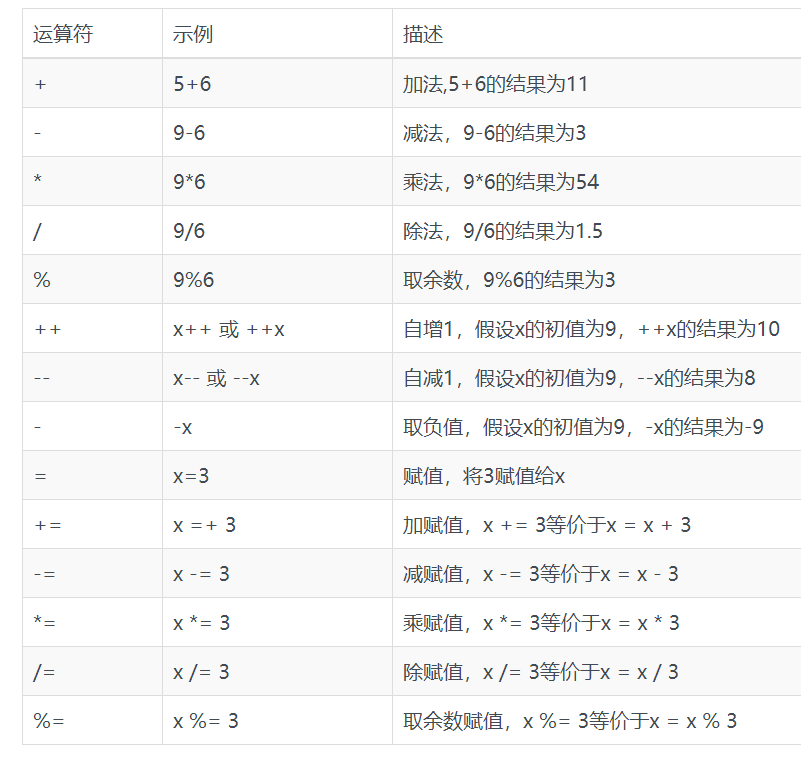 运算符 示例 描述
+ 5+6 加法,5+6的结果为11
- 9-6 减法，9-6的结果为3
* 9*6 乘法，9*6的结果为54
/ 9/6 除法，9/6的结果为1.5
% 9%6 取余数，9%6的结果为3
++ x++ 或 ++x 自增1，假设x的初值为9，++x的结果为10
-- x-- 或 --x 自减1，假设x的初值为9，--x的结果为8
- -x 取负值，假设x的初值为9，-x的结果为-9
= x=3 赋值，将3赋值给x
+= x =+ 3 加赋值，x += 3等价于x = x + 3
-= x -= 3 减赋值，x -= 3等价于x = x - 3
*= x *= 3 乘赋值，x *= 3等价于x = x * 3
/= x /= 3 除赋值，x /= 3等价于x = x / 3
%= x %= 3 取余数赋值，x %= 3等价于x = x % 3